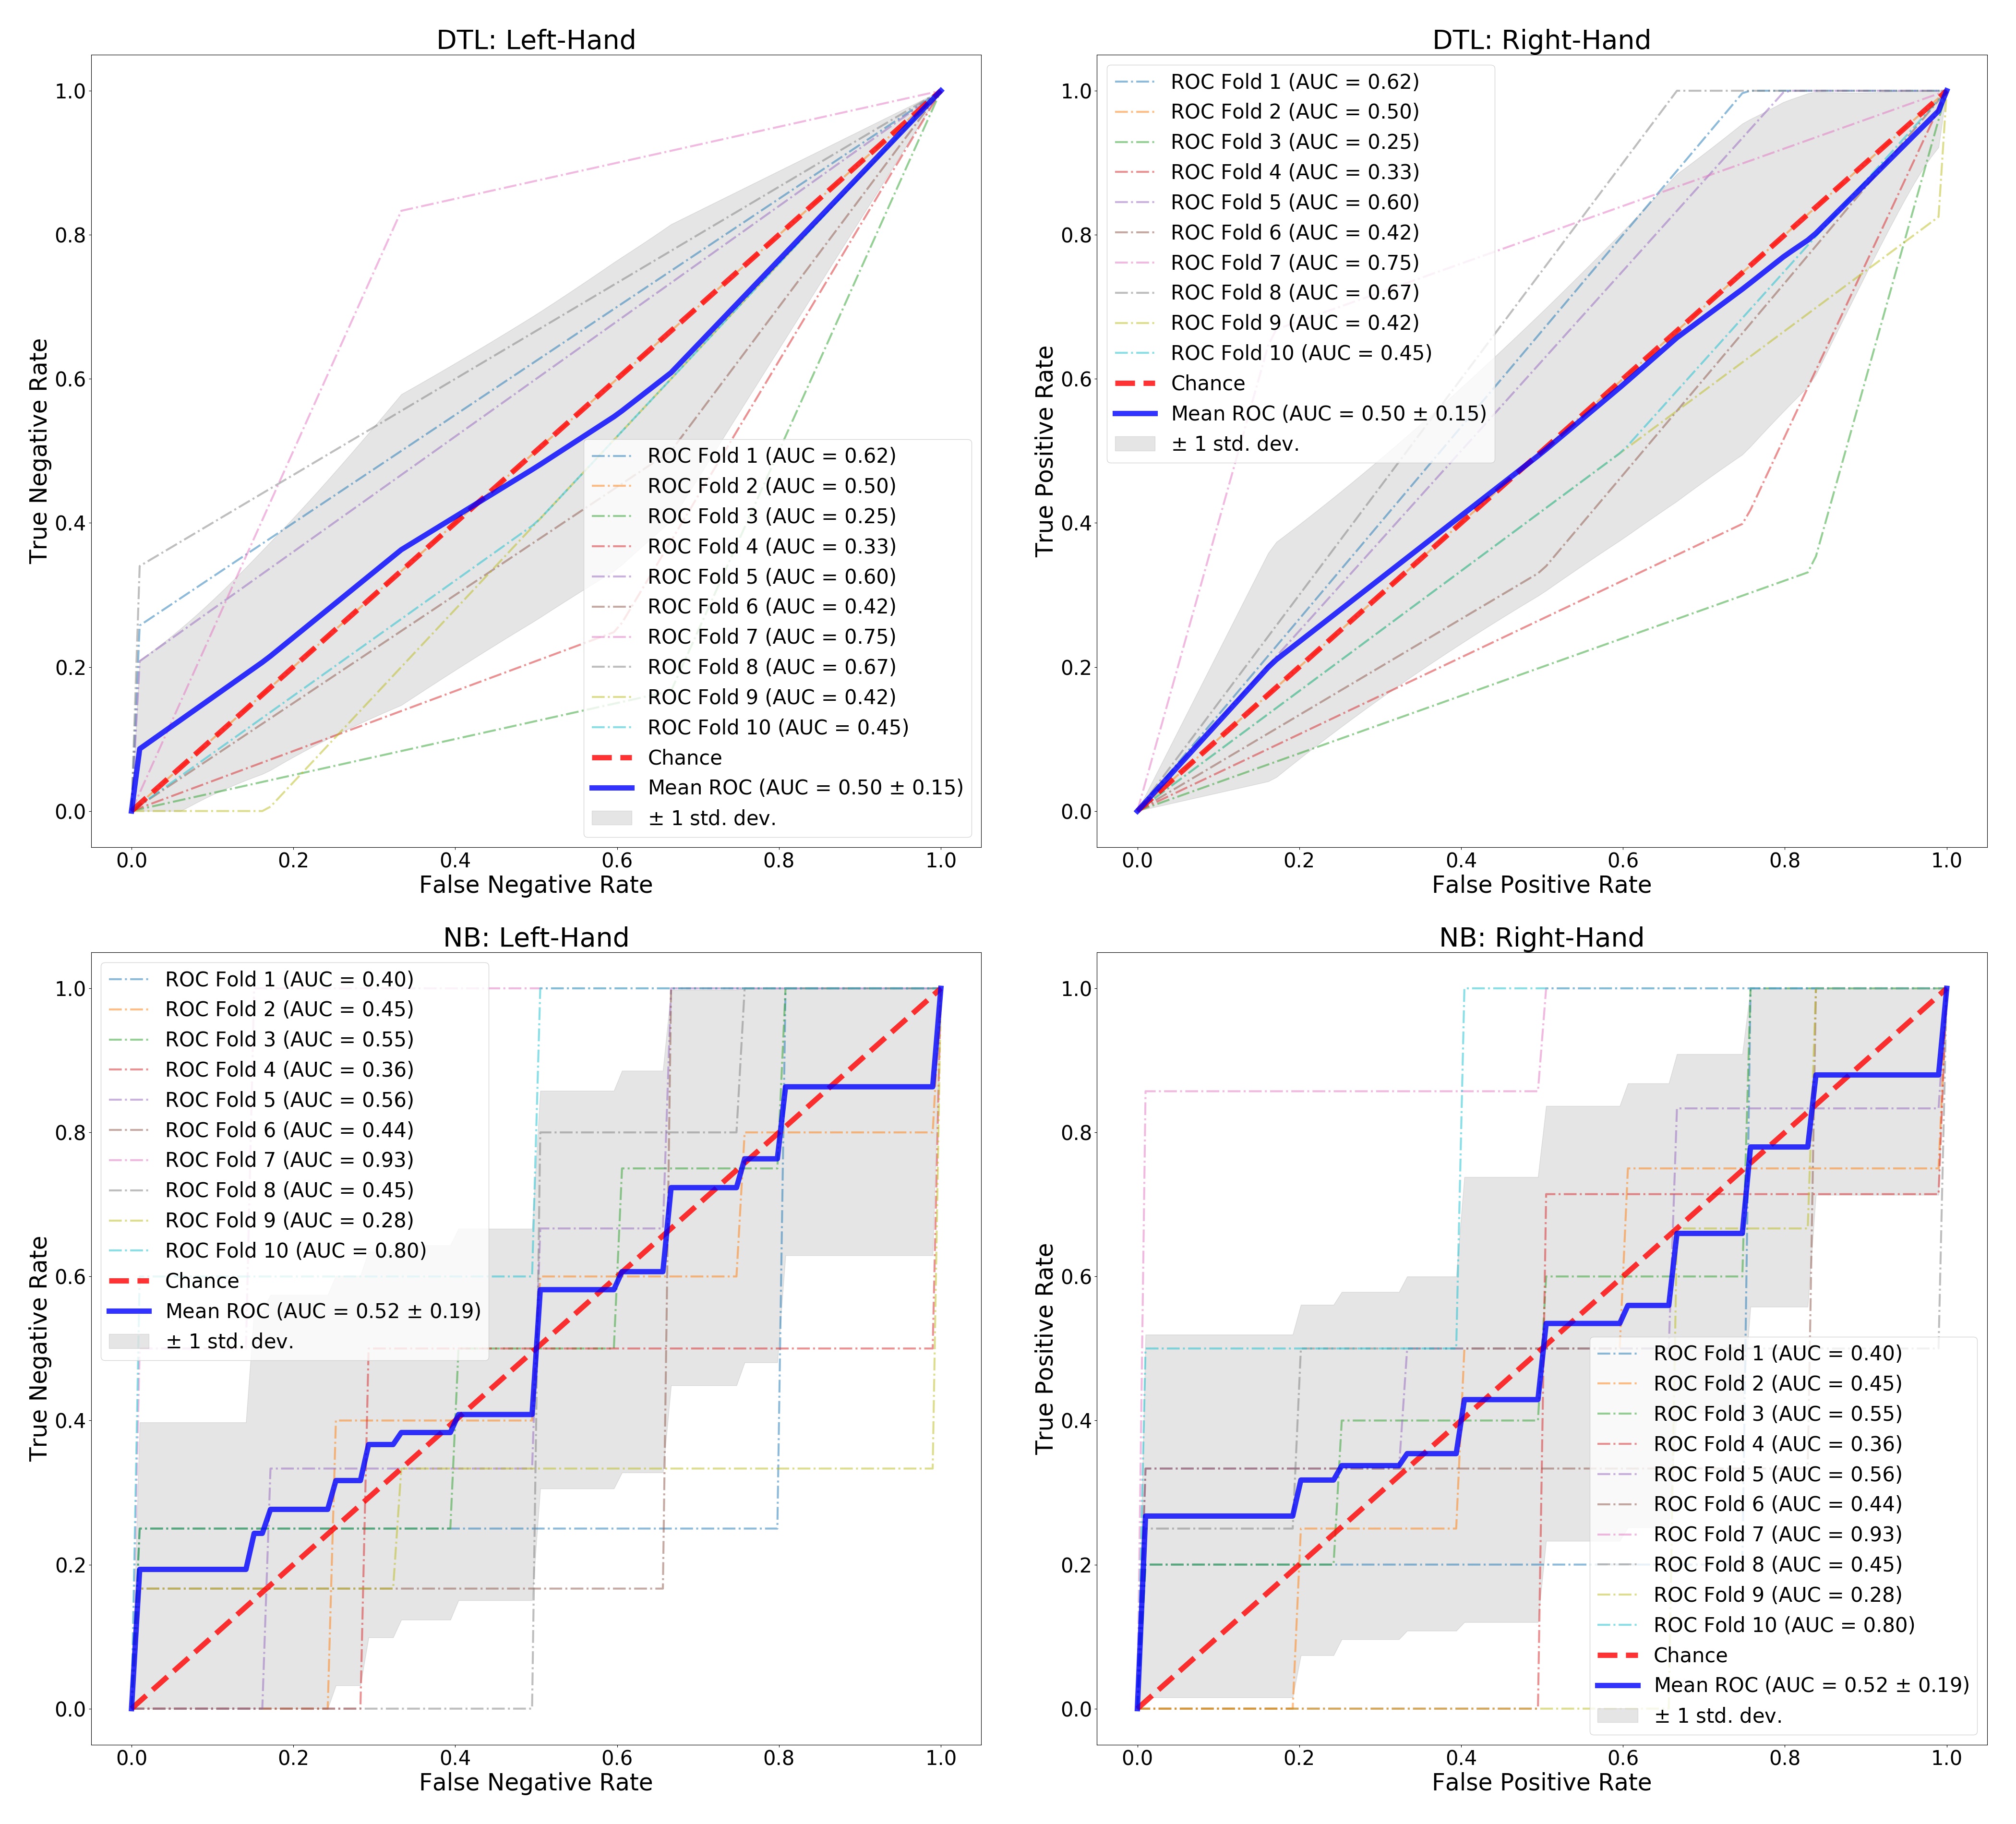 DTL: Left-Hand
True Negative Rate
1.0
0.8
0.6
0.4
0.2
0.0
ROC Fold 1 (AUC = 0.62)
ROC Fold 2 (AUC = 0.50)
ROC Fold 3 (AUC = 0.25)
ROC Fold 4 (AUC = 0.33)
ROC Fold 5 (AUC = 0.60)
ROC Fold 6 (AUC = 0.42)
ROC Fold 7 (AUC = 0.75)
ROC Fold 8 (AUC = 0.67)
ROC Fold 9 (AUC = 0.42)
ROC Fold 10 (AUC = 0.45)
Chance
Mean ROC (AUC = 0.50 ± 0.15)
± 1 std. dev.
0.0 0.2 0.4 0.6 0.8 1.0
False Negative Rate
DTL: Right-Hand
True Positive Rate
1.0
0.8
0.6
0.4
0.2
0.0
ROC Fold 1 (AUC = 0.62)
ROC Fold 2 (AUC = 0.50)
ROC Fold 3 (AUC = 0.25)
ROC Fold 4 (AUC = 0.33)
ROC Fold 5 (AUC = 0.60)
ROC Fold 6 (AUC = 0.42)
ROC Fold 7 (AUC = 0.75)
ROC Fold 8 (AUC = 0.67)
ROC Fold 9 (AUC = 0.42)
ROC Fold 10 (AUC = 0.45)
Chance
Mean ROC (AUC = 0.50 ± 0.15)
± 1 std. dev.
0.0 0.2 0.4 0.6 0.8 1.0
False Positive Rate
NB: Left-Hand
True Negative Rate
1.0
0.8
0.6
0.4
0.2
0.0
ROC Fold 1 (AUC = 0.40)
ROC Fold 2 (AUC = 0.45)
ROC Fold 3 (AUC = 0.55)
ROC Fold 4 (AUC = 0.36)
ROC Fold 5 (AUC = 0.56)
ROC Fold 6 (AUC = 0.44)
ROC Fold 7 (AUC = 0.93)
ROC Fold 8 (AUC = 0.45)
ROC Fold 9 (AUC = 0.28)
ROC Fold 10 (AUC = 0.80)
Chance
Mean ROC (AUC = 0.52 ± 0.19)
± 1 std. dev.
0.0 0.2 0.4 0.6 0.8 1.0
False Negative Rate
NB: Right-Hand
True Positive Rate
1.0
0.8
0.6
0.4
0.2
0.0
ROC Fold 1 (AUC = 0.40)
ROC Fold 2 (AUC = 0.45)
ROC Fold 3 (AUC = 0.55)
ROC Fold 4 (AUC = 0.36)
ROC Fold 5 (AUC = 0.56)
ROC Fold 6 (AUC = 0.44)
ROC Fold 7 (AUC = 0.93)
ROC Fold 8 (AUC = 0.45)
ROC Fold 9 (AUC = 0.28)
ROC Fold 10 (AUC = 0.80)
Chance
Mean ROC (AUC = 0.52 ± 0.19)
± 1 std. dev.
0.0 0.2 0.4 0.6 0.8 1.0
False Positive Rate